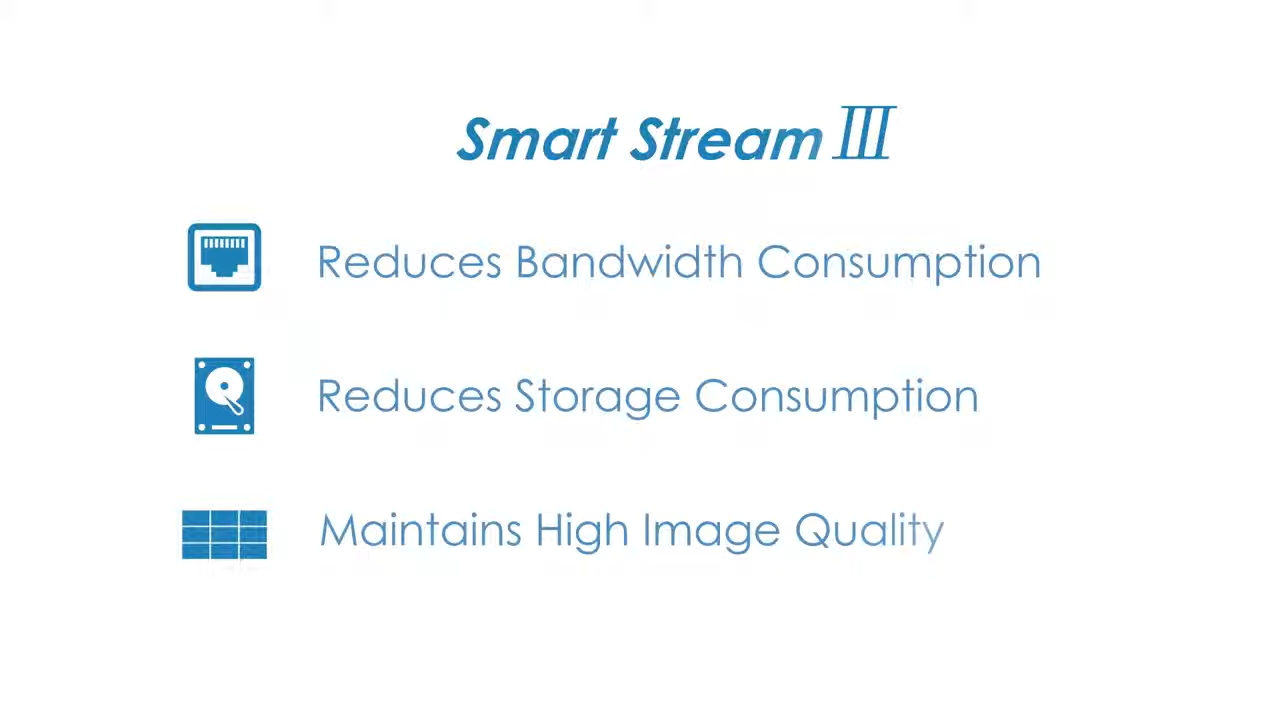 Smart Stream III
Reduces Bandwidth Consumption
Reduces Storage Consumption
Maintains High Image Quality